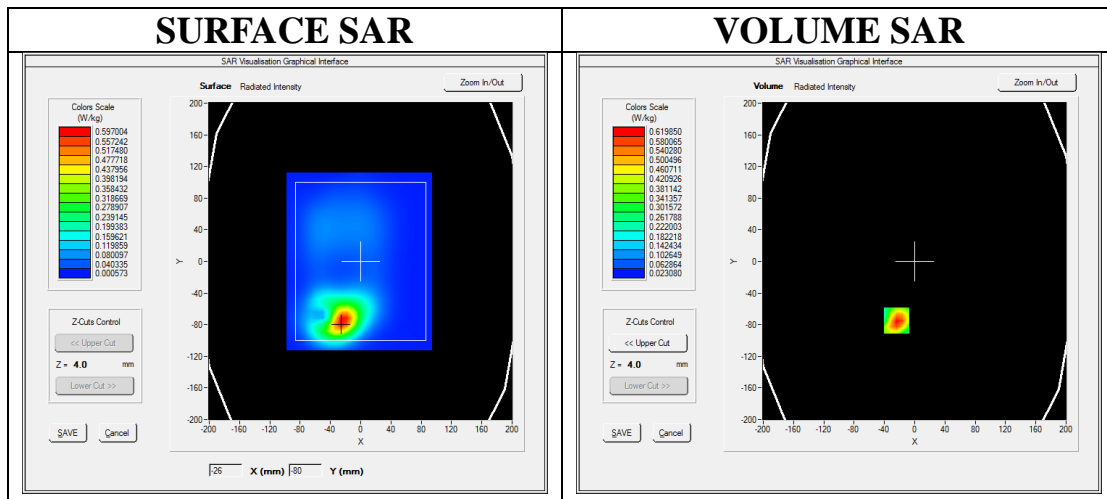 SURFACE SAR
SAR Visualisation Graphical Interface
Surface Radiated Intensity
Zoom In/Out
Colors Scale
(W/kg)
0.597004
0.557242
0.517480
0.477718
0.437956
0.398194
0.358432
0.318669
0.278907
0.239145
0.199383
0.159621
0.119859
0.080097
0.040335
0.000573
Z-Cuts Control
<< Upper Cut
Z = 4.0 mm
Lower Cut >>
SAVE Cancel
200
160
120
80
40
0
-40
-80
-120
-160
-200
Y
-200 -160 -120 -80 -40 0 40 80 120 160 200
X
-26 X (mm) -80 Y (mm)
VOLUME SAR
SAR Visualisation Graphical Interface
Volume Radiated Intensity
Zoom In/Out
Colors Scale
(W/kg)
0.619850
0.580065
0.540280
0.500496
0.460711
0.420926
0.381142
0.341357
0.301572
0.261788
0.222003
0.182218
0.142434
0.102649
0.062864
0.023080
Z-Cuts Control
<< Upper Cut
Z = 4.0 mm
Lower Cut >>
SAVE Cancel
200
160
120
80
40
0
-40
-80
-120
-160
-200
Y
-200 -160 -120 -80 -40 0 40 80 120 160 200
X